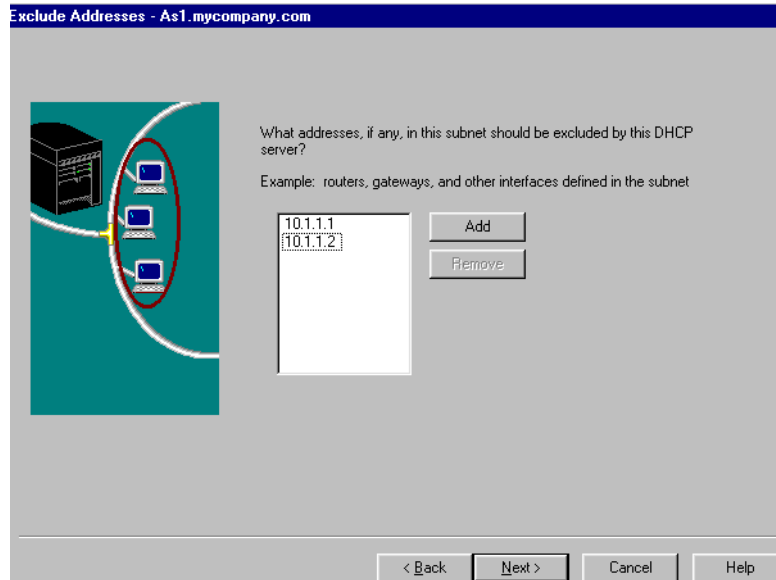 Exclude Addresses - As1.mycompany.com
What addresses, if any, in this subnet should be excluded by this DHCP
server?
Example: routers, gateways, and other interfaces defined in the subnet
10.1.1.1
10.1.1.2
Add
Remove
< Back
Next >
Cancel
Help